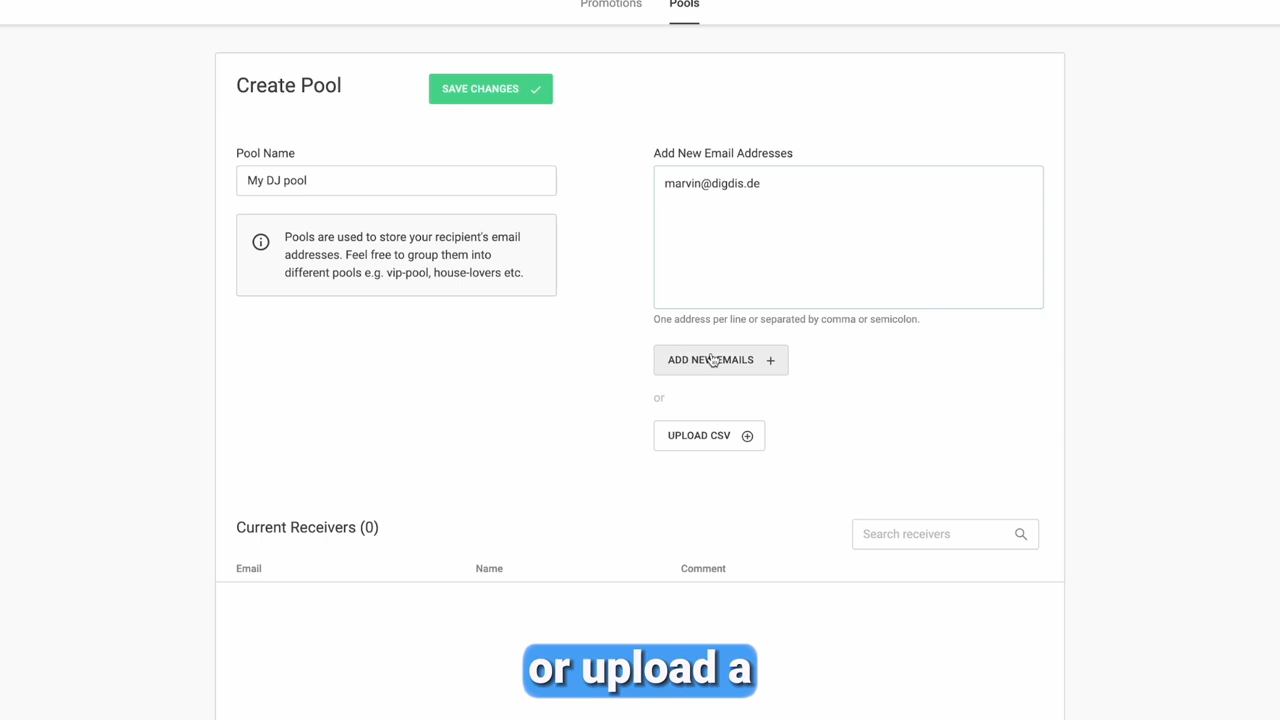 Promotions
Pools
Create Pool
SAVE CHANGES
Pool Name
My DJ pool
Pools are used to store your recipient's email
addresses. Feel free to group them into
different pools e.g. vip-pool, house-lovers etc.
Add New Email Addresses
marvin@digdis.de
One address per line or separated by comma or semicolon.
ADD NEW EMAILS +
or
UPLOAD CSV
Current Receivers (0)
Search receivers
Email Name Comment
or upload a